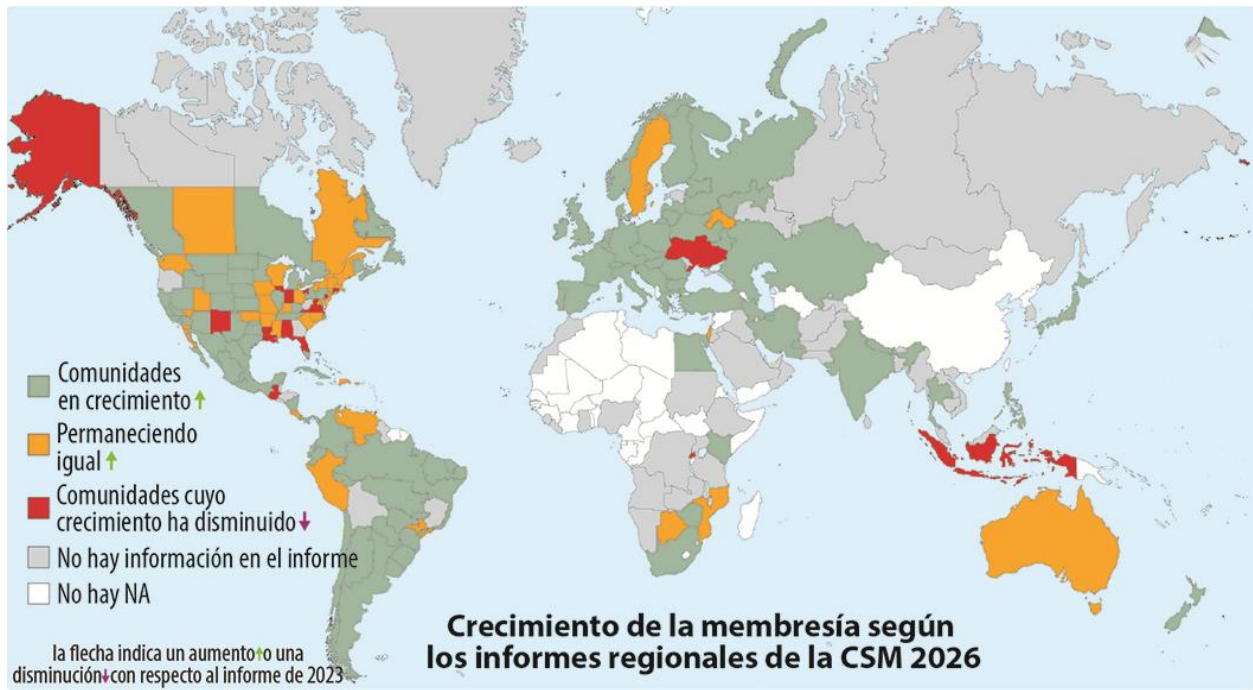 Comunidades
en crecimiento ↑
Permaneciendo
igual ↑
Comunidades cuyo
crecimiento ha disminuido ↓
No hay información en el informe
No hay NA
la flecha indica un aumento↑o una
disminución↓con respecto al informe de 2023
Crecimiento de la membresía según
los informes regionales de la CSM 2026